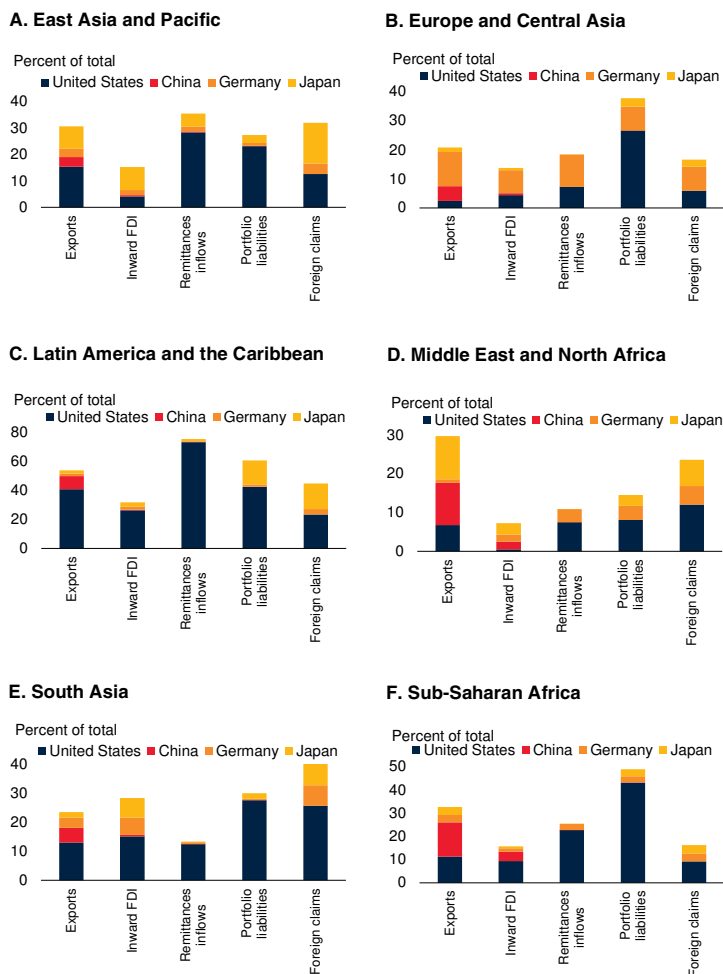 A. East Asia and Pacific
Percent of total
United States China Germany Japan
40
30
20
10
0
Exports
Inward FDI
Remittances
inflows
Portfolio
liabilities
Foreign claims
B. Europe and Central Asia
Percent of total
United States China Germany Japan
40
30
20
10
0
Exports
Inward FDI
Remittances
inflows
Portfolio
liabilities
Foreign claims
C. Latin America and the Caribbean
Percent of total
United States China Germany Japan
80
60
40
20
0
Exports
Inward FDI
Remittances
inflows
Portfolio
liabilities
Foreign claims
D. Middle East and North Africa
Percent of total
United States China Germany Japan
30
20
10
0
Exports
Inward FDI
Remittances
inflows
Portfolio
liabilities
Foreign claims
E. South Asia
Percent of total
United States China Germany Japan
40
30
20
10
0
Exports
Inward FDI
Remittances
inflows
Portfolio
liabilities
Foreign claims
F. Sub-Saharan Africa
Percent of total
United States China Germany Japan
50
40
30
20
10
0
Exports
Inward FDI
Remittances
inflows
Portfolio
liabilities
Foreign claims